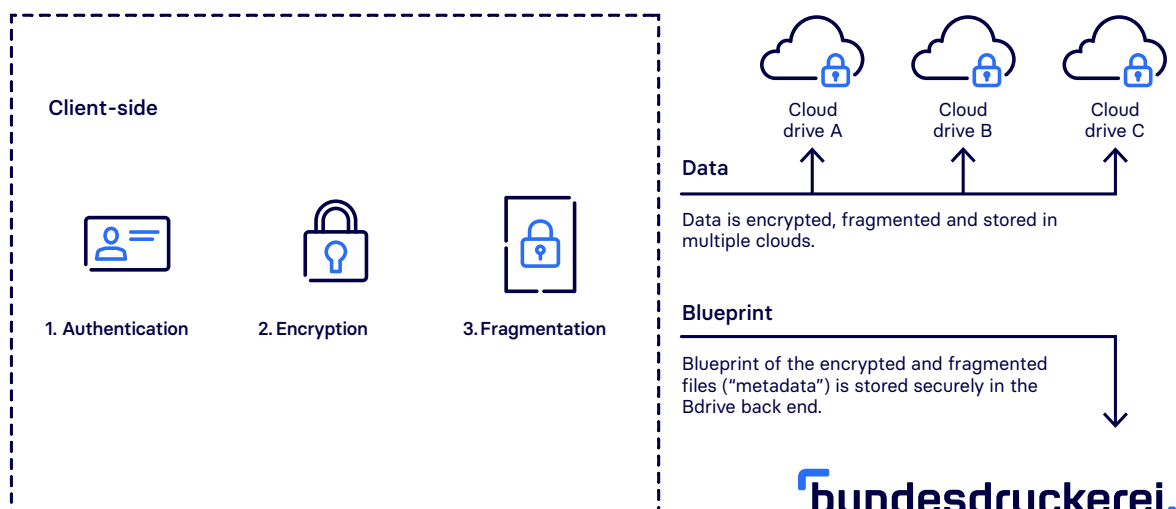 Client-side
1. Authentication
2. Encryption
3. Fragmentation
Cloud
drive A
Cloud
drive B
Cloud
drive C
Data
Data is encrypted, fragmented and stored in
multiple clouds.
Blueprint
Blueprint of the encrypted and fragmented
files (“metadata”) is stored securely in the
Bdrive back end.
bundesdruckerei.